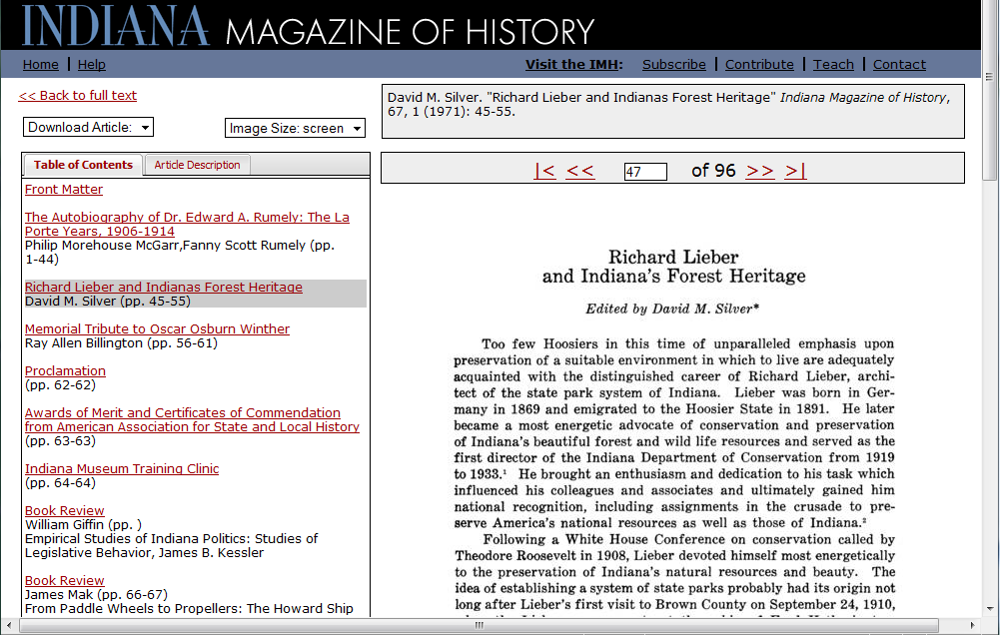 INDIANA MAGAZINE OF HISTORY
Home | Help
Visit the IMH: Subscribe | Contribute | Teach | Contact
<< Back to full text
Download Article:
Image Size: screen
David M. Silver. "Richard Lieber and Indianas Forest Heritage" Indiana Magazine of History,
67, 1 (1971): 45-55.
Table of Contents
Article Description
|< << 47 of 96 >> >|
Front Matter
The Autobiography of Dr. Edward A. Rumely: The La
Porte Years, 1906-1914
Philip Morehouse McGarr,Fanny Scott Rumely (pp.
1-44)
Richard Lieber and Indianas Forest Heritage
David M. Silver (pp. 45-55)
Memorial Tribute to Oscar Osburn Winther
Ray Allen Billington (pp. 56-61)
Proclamation
(pp. 62-62)
Awards of Merit and Certificates of Commendation
from American Association for State and Local History
(pp. 63-63)
Indiana Museum Training Clinic
(pp. 64-64)
Book Review
William Giffin (pp. )
Empirical Studies of Indiana Politics: Studies of
Legislative Behavior, James B. Kessler
Book Review
James Mak (pp. 66-67)
From Paddle Wheels to Propellers: The Howard Ship
Richard Lieber
and Indiana's Forest Heritage
Edited by David M. Silver*
Too few Hoosiers in this time of unparalleled emphasis upon
preservation of a suitable environment in which to live are adequately
acquainted with the distinguished career of Richard Lieber, archi-
tect of the state park system of Indiana. Lieber was born in Ger-
many in 1869 and emigrated to the Hoosier State in 1891. He later
became a most energetic advocate of conservation and preservation
of Indiana's beautiful forest and wild life resources and served as the
first director of the Indiana Department of Conservation from 1919
to 1933.¹ He brought an enthusiasm and dedication to his task which
influenced his colleagues and associates and ultimately gained him
national recognition, including assignments in the crusade to pre-
serve America's national resources as well as those of Indiana.²
Following a White House Conference on conservation called by
Theodore Roosevelt in 1908, Lieber devoted himself most energetically
to the preservation of Indiana's natural resources and beauty. The
idea of establishing a system of state parks probably had its origin not
long after Lieber's first visit to Brown County on September 24, 1910,